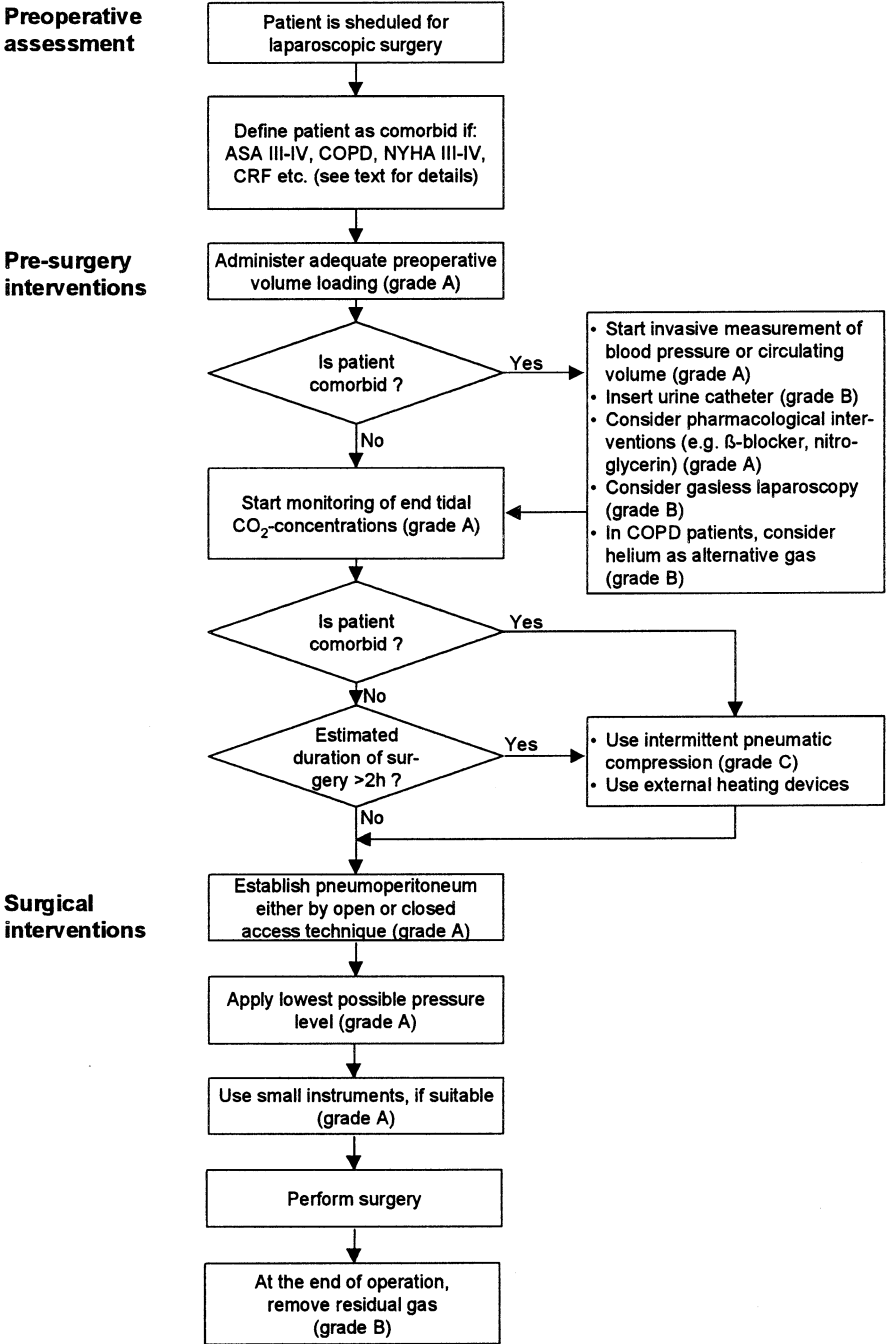 Preoperative
assessment
Patient is sheduled for
laparoscopic surgery
Define patient as comorbid if:
ASA III-IV, COPD, NYHA III-IV,
CRF etc. (see text for details)
Pre-surgery
interventions
Administer adequate preoperative
volume loading (grade A)
Is patient
comorbid ?
Yes
No
• Start invasive measurement of
blood pressure or circulating
volume (grade A)
• Insert urine catheter (grade B)
• Consider pharmacological inter-
ventions (e.g. ß-blocker, nitro-
glycerin) (grade A)
• Consider gasless laparoscopy
(grade B)
• In COPD patients, consider
helium as alternative gas
(grade B)
Start monitoring of end tidal
CO₂-concentrations (grade A)
Is patient
comorbid ?
Yes
No
Estimated
duration of sur-
gery >2h ?
Yes
No
• Use intermittent pneumatic
compression (grade C)
• Use external heating devices
Surgical
interventions
Establish pneumoperitoneum
either by open or closed
access technique (grade A)
Apply lowest possible pressure
level (grade A)
Use small instruments, if suitable
(grade A)
Perform surgery
At the end of operation,
remove residual gas
(grade B)